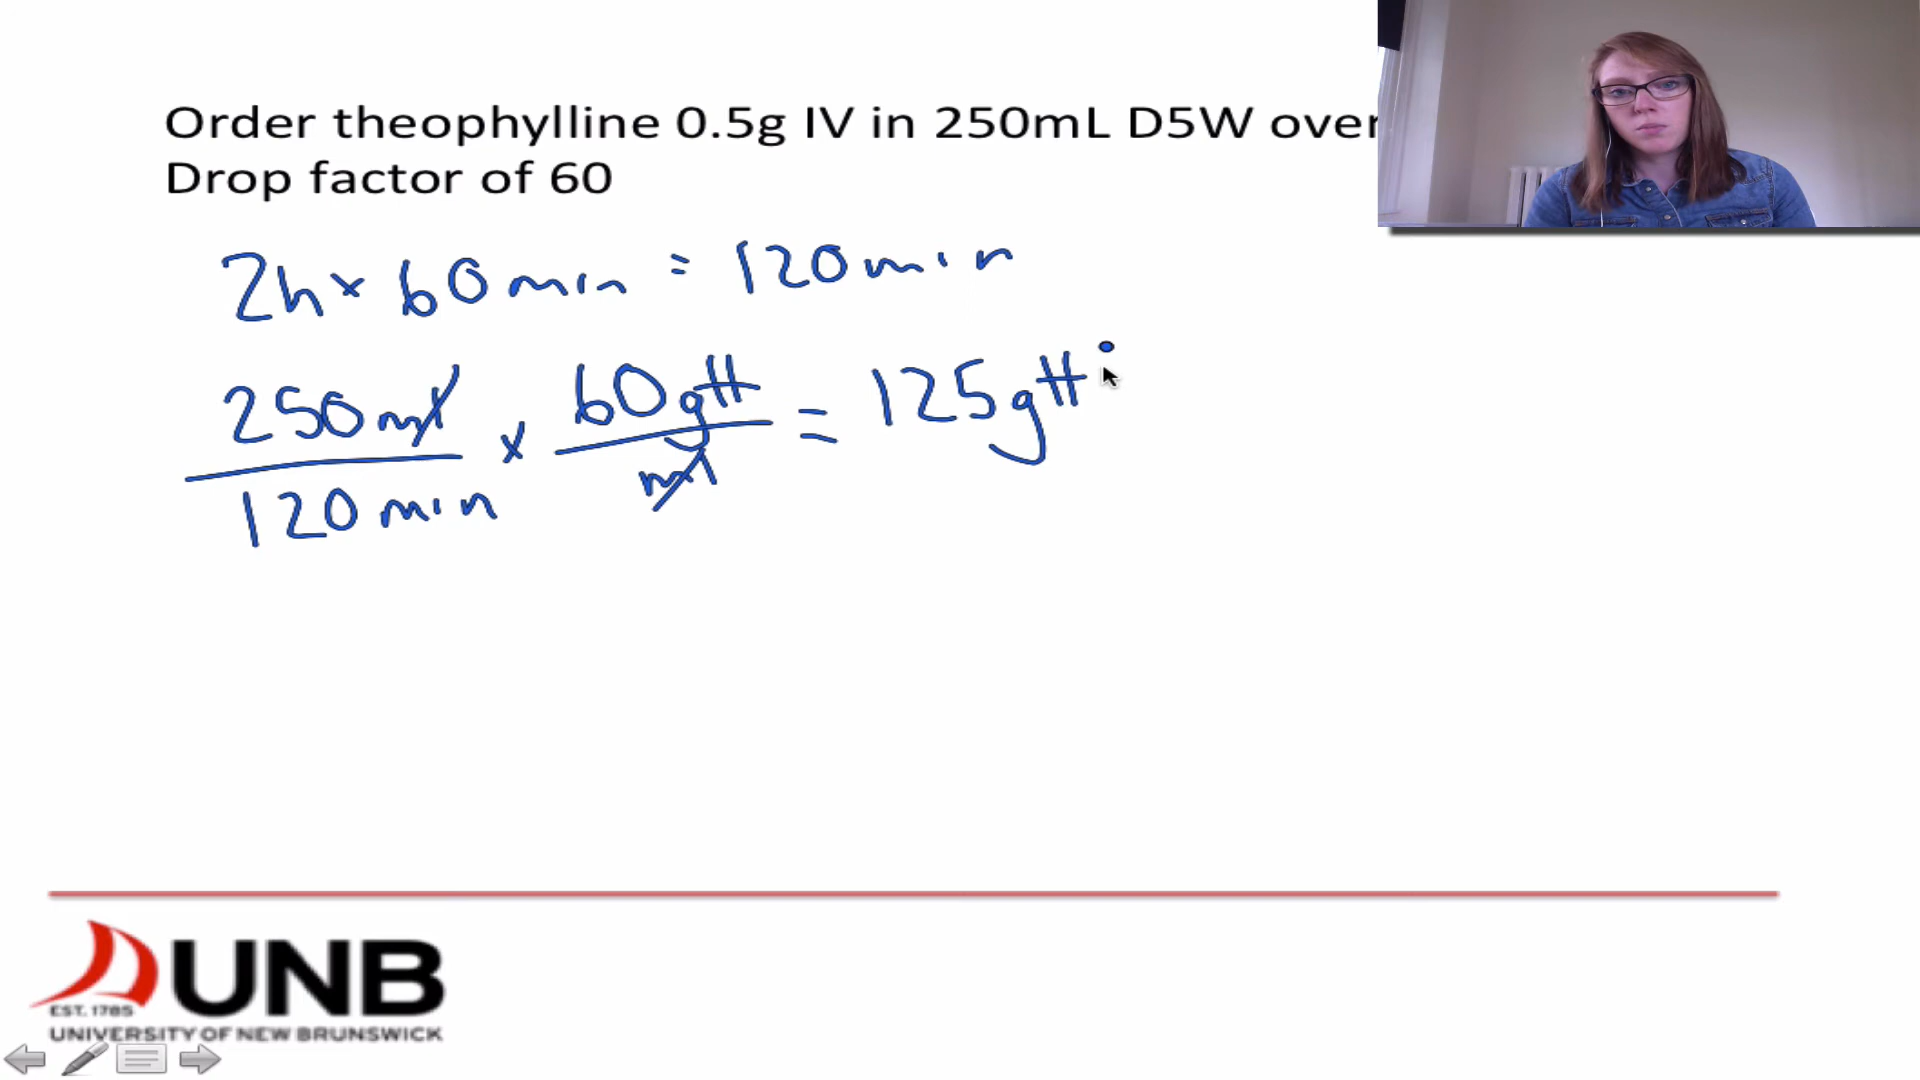 Order theophylline 0.5g IV in 250mL D5W over
Drop factor of 60
2h × 60 min = 120 min
250 ml × 60 gtt = 125 gtt
120 min ml
UNB
EST. 1785
UNIVERSITY OF NEW BRUNSWICK